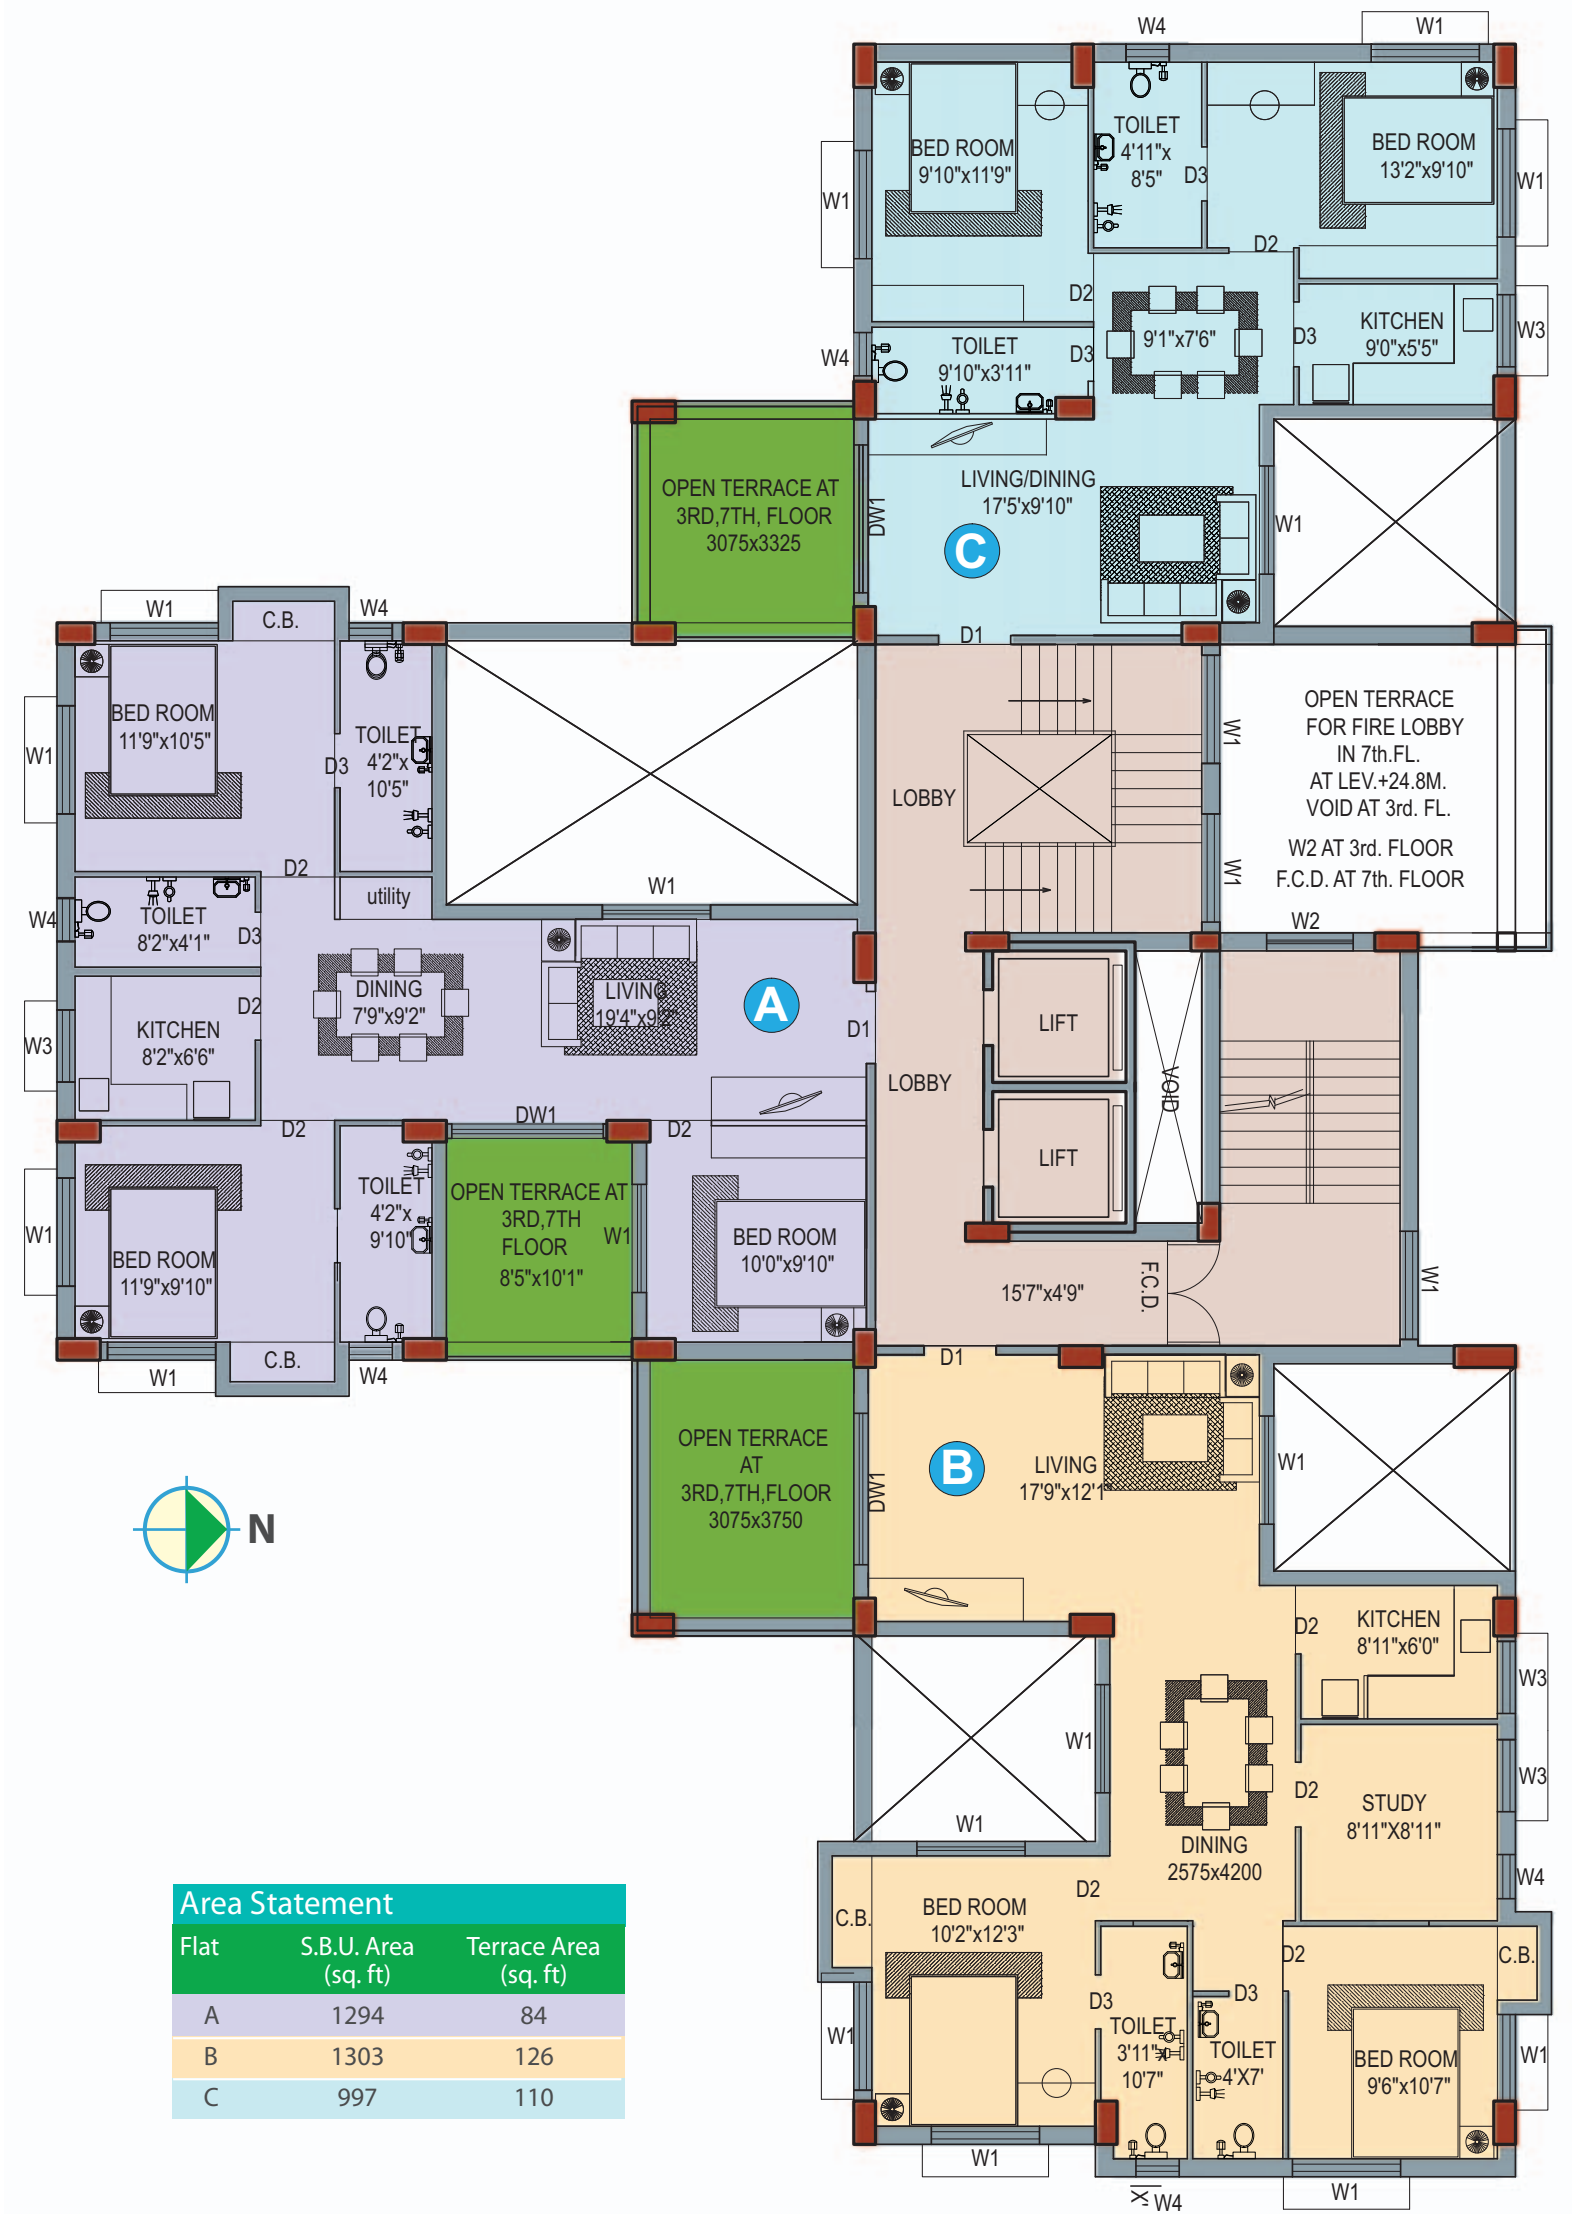 W4
W1
BED ROOM
9'10"x11'9"
TOILET
4'11"x
8'5"
D3
BED ROOM
13'2"x9'10"
W1
W1
D2
D2
9'1"x7'6"
D3
KITCHEN
9'0"x5'5"
W3
W4
TOILET
9'10"x3'11"
D3
OPEN TERRACE AT
3RD,7TH, FLOOR
3075x3325
DW1
LIVING/DINING
17'5'x9'10"
C
W1
D1
W1
C.B.
W4
BED ROOM
11'9"x10'5"
W1
TOILET
4'2"x
10'5"
D3
D2
utility
W1
LOBBY
W1
W1
OPEN TERRACE
FOR FIRE LOBBY
IN 7th.FL.
AT LEV.+24.8M.
VOID AT 3rd. FL.
W2 AT 3rd. FLOOR
F.C.D. AT 7th. FLOOR
W2
W4
TOILET
8'2"x4'1"
D3
D2
KITCHEN
8'2"x6'6"
W3
DINING
7'9"x9'2"
LIVING
19'4"x9'2"
A
D1
LIFT
LOBBY
VOID
LIFT
D2
DW1
D2
TOILET
4'2"x
9'10"
W1
BED ROOM
11'9"x9'10"
OPEN TERRACE AT
3RD,7TH
FLOOR
8'5"x10'1"
W1
BED ROOM
10'0"x9'10"
15'7"x4'9"
F.C.D.
W1
W1
C.B.
W4
D1
OPEN TERRACE
AT
3RD,7TH,FLOOR
3075x3750
DW1
B
LIVING
17'9"x12'1
W1
N
D2
KITCHEN
8'11"x6'0"
W3
W1
D2
W3
STUDY
8'11"X8'11"
W1
DINING
2575x4200
W4
D2
C.B.
BED ROOM
10'2"x12'3"
D2
C.B.
D3
D3
W1
TOILET
3'11"x
10'7"
TOILET
4'X7'
BED ROOM
9'6"x10'7"
W1
W1
X'
W4
W1
Area Statement
Flat S.B.U. Area Terrace Area
(sq. ft) (sq. ft)
A 1294 84
B 1303 126
C 997 110